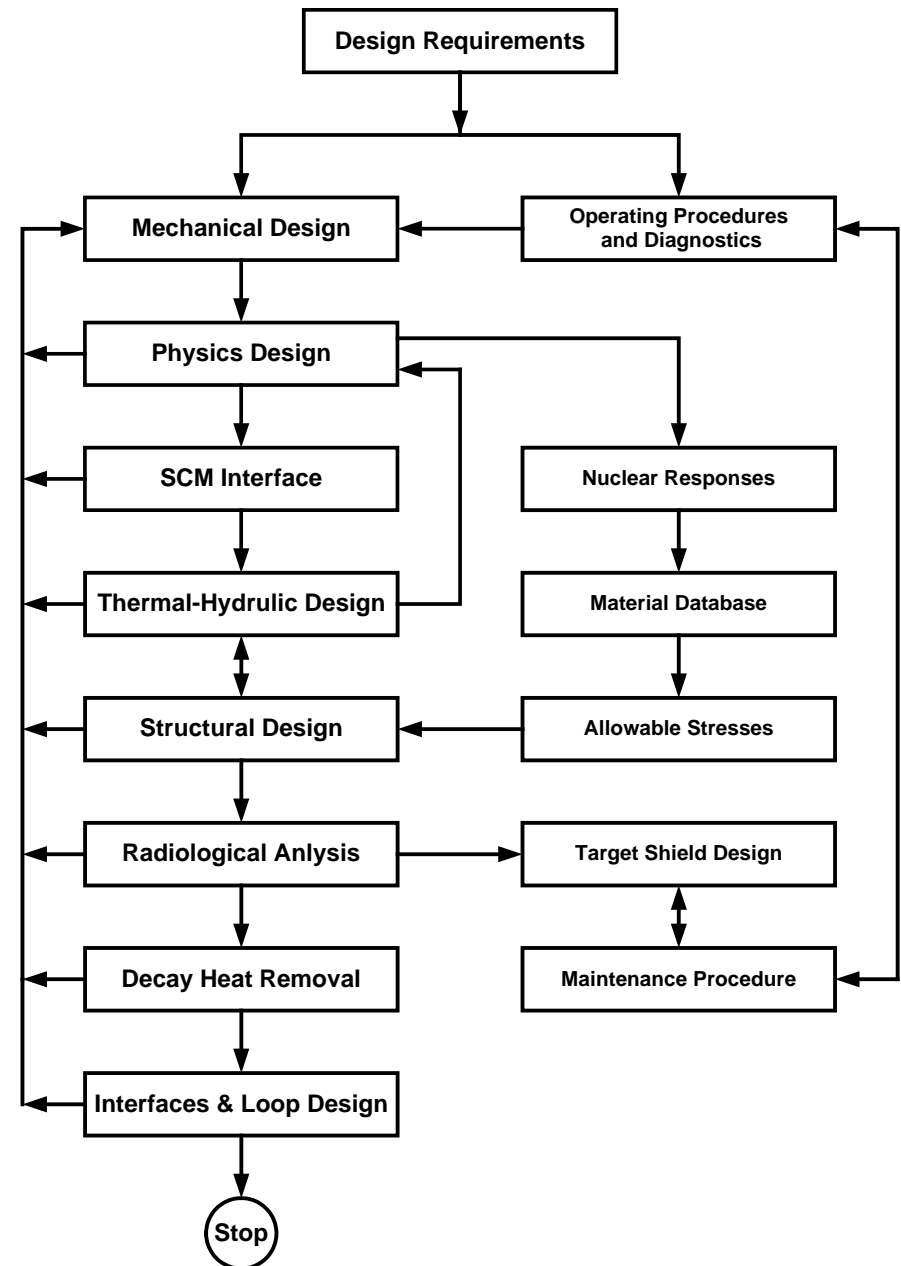 Design Requirements
Mechanical Design
Operating Procedures
and Diagnostics
Physics Design
SCM Interface
Nuclear Responses
Thermal-Hydrulic Design
Material Database
Structural Design
Allowable Stresses
Radiological Anlysis
Target Shield Design
Decay Heat Removal
Maintenance Procedure
Interfaces & Loop Design
Stop